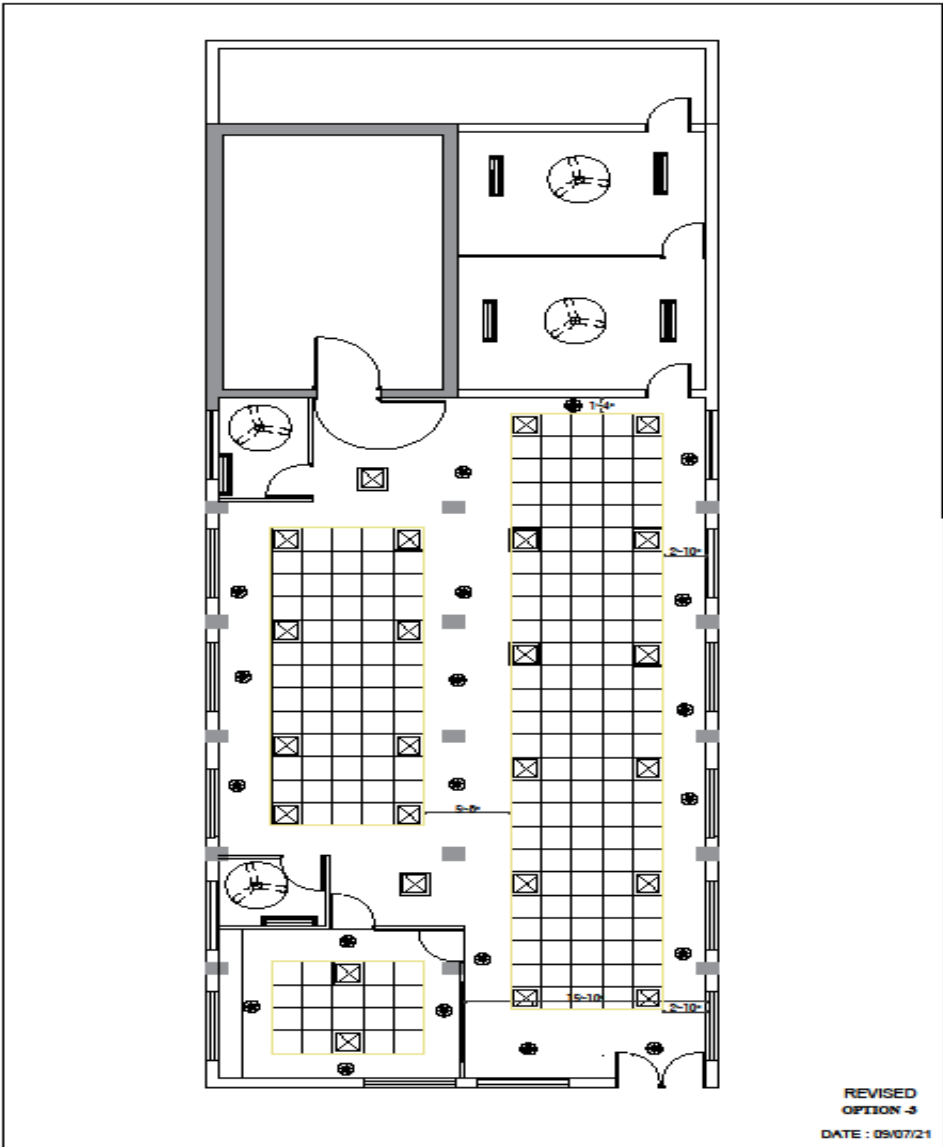 1'-4"
2'-10"
5'-8"
15'-10"
2'-10"
REVISED
OPTION -3
DATE : 09/07/21